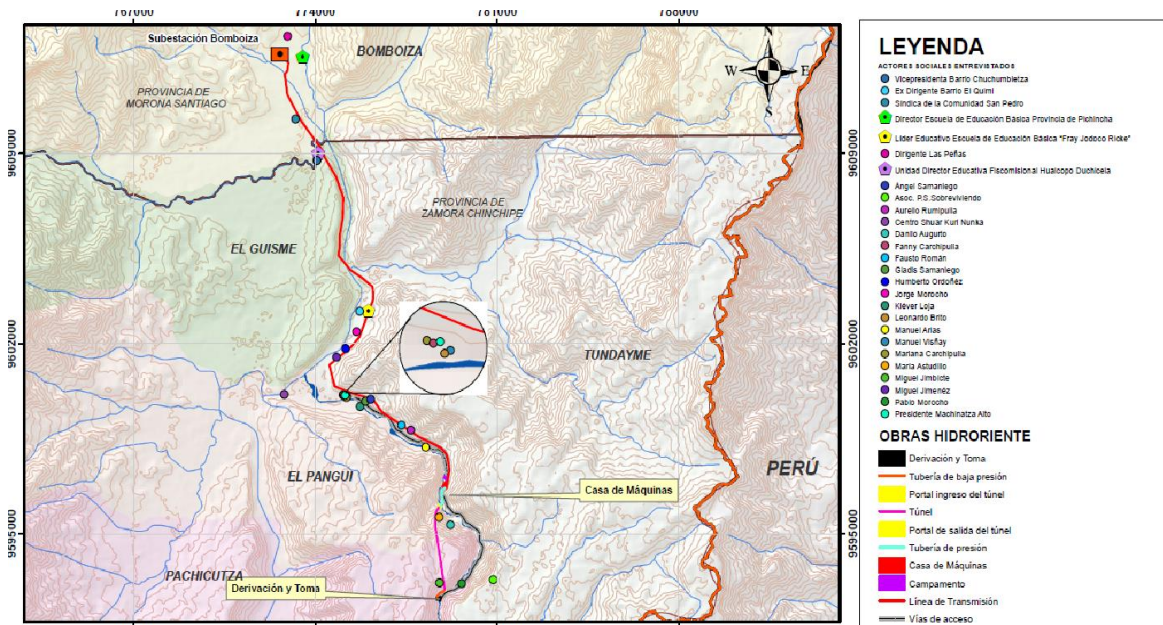 767000 774000 781000 788000
Subestación Bomboiza
BOMBOIZA
N
W E
S
PROVINCIA DE
MORONA SANTIAGO
9609000
9609000
PROVINCIA DE
ZAMORA CHINCHIPE
EL GUISME
9602000
9602000
TUNDAYME
EL PANGUI
PERÚ
Casa de Máquinas
9595000
9595000
PACHICUTZA
Derivación y Toma
LEYENDA
ACTORES SOCIALES ENTREVISTADOS
Vicepresidenta Barrio Chuchumbletza
Ex Dirigente Barrio El Quimi
Sindica de la Comunidad San Pedro
Director Escuela de Educación Básica Provincia de Pichincha
Líder Educativo Escuela de Educación Básica "Fray Jodoco Ricke"
Dirigente Las Peñas
Unidad Director Educativa Fiscomisional Hualcopo Duchicela
Angel Samaniego
Asoc. P.S.Sobreviviendo
Aurelio Rumipulla
Centro Shuar Kuri Nunka
Danilo Augurto
Fanny Carchipulla
Fausto Román
Gladis Samaniego
Humberto Ordoñéz
Jorge Morocho
Kléver Loja
Leonardo Brito
Manuel Arias
Manuel Visñay
Mariana Carchipulla
María Astudillo
Miguel Jimbicte
Miguel Jimenéz
Pablo Morocho
Presidente Machinatza Alto
OBRAS HIDRORIENTE
Derivación y Toma
Tubería de baja presión
Portal ingreso del túnel
Túnel
Portal de salida del túnel
Tubería de presión
Casa de Máquinas
Campamento
Línea de Transmisión
Vías de acceso